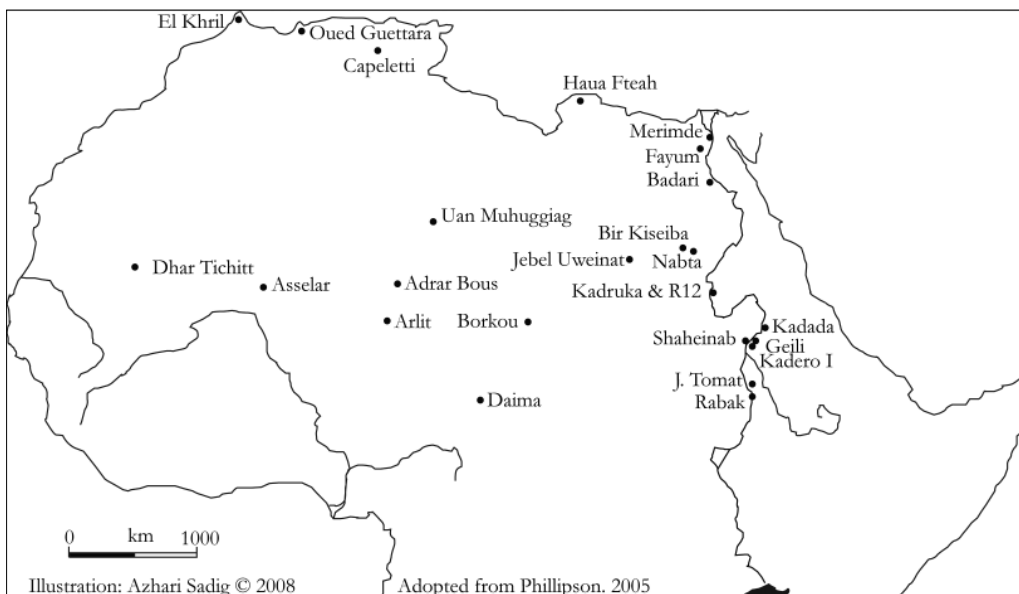 El Khril
Oued Guettara
Capeletti
Haua Fteah
Merimde
Fayum
Badari
Uan Muhuggiag
Bir Kiseiba
Jebel Uweinat
Nabta
Dhar Tichitt
Asselar
Adrar Bous
Kadruka & R12
Arlit
Borkou
Kadada
Shaheinab
Geili
Kadero I
J. Tomat
Rabak
Daima
0 km 1000
Illustration: Azhari Sadig © 2008
Adopted from Phillipson. 2005